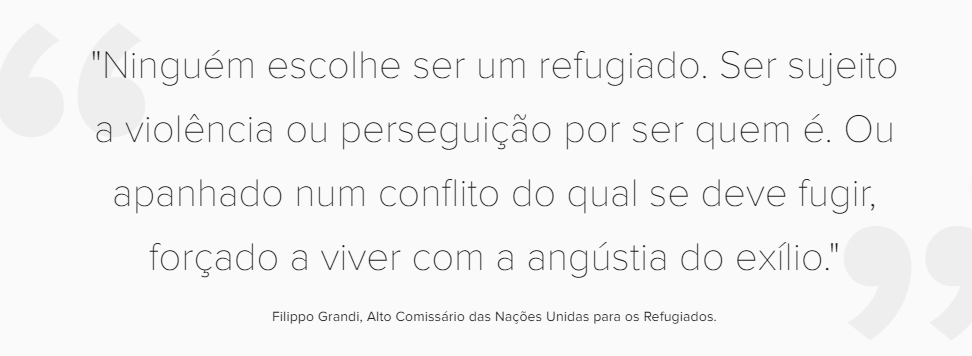 "Ninguém escolhe ser um refugiado. Ser sujeito
a violência ou perseguição por ser quem é. Ou
apanhado num conflito do qual se deve fugir,
forçado a viver com a angústia do exílio."
Filippo Grandi, Alto Comissário das Nações Unidas para os Refugiados.